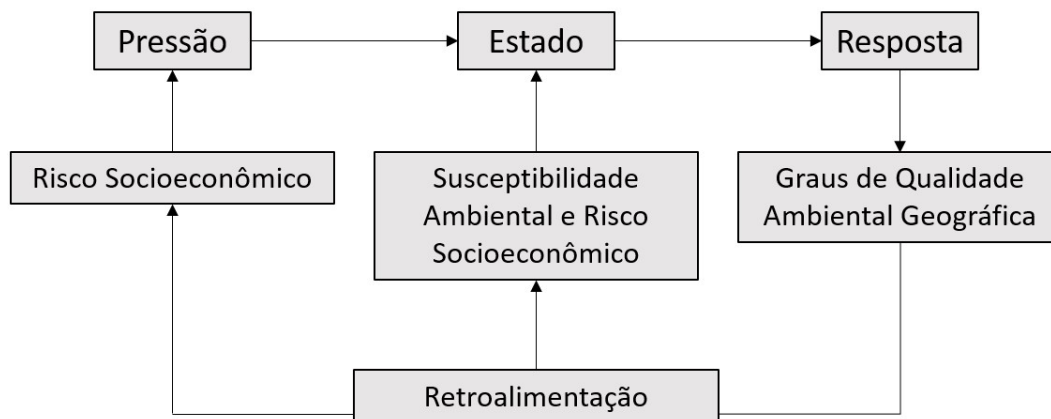 Pressão
Estado
Resposta
Risco Socioeconômico
Susceptibilidade
Ambiental e Risco
Socioeconômico
Graus de Qualidade
Ambiental Geográfica
Retroalimentação